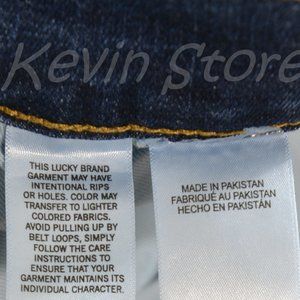 Kevin Store
THIS LUCKY BRAND
GARMENT MAY HAVE
INTENTIONAL RIPS
OR HOLES. COLOR MAY
TRANSFER TO LIGHTER
COLORED FABRICS.
AVOID PULLING UP BY
BELT LOOPS, SIMPLY
FOLLOW THE CARE
INSTRUCTIONS TO
ENSURE THAT YOUR
GARMENT MAINTAINS ITS
INDIVIDUAL CHARACTER.
MADE IN PAKISTAN
FABRIQUÉ AU PAKISTAN
HECHO EN PAKISTÁN